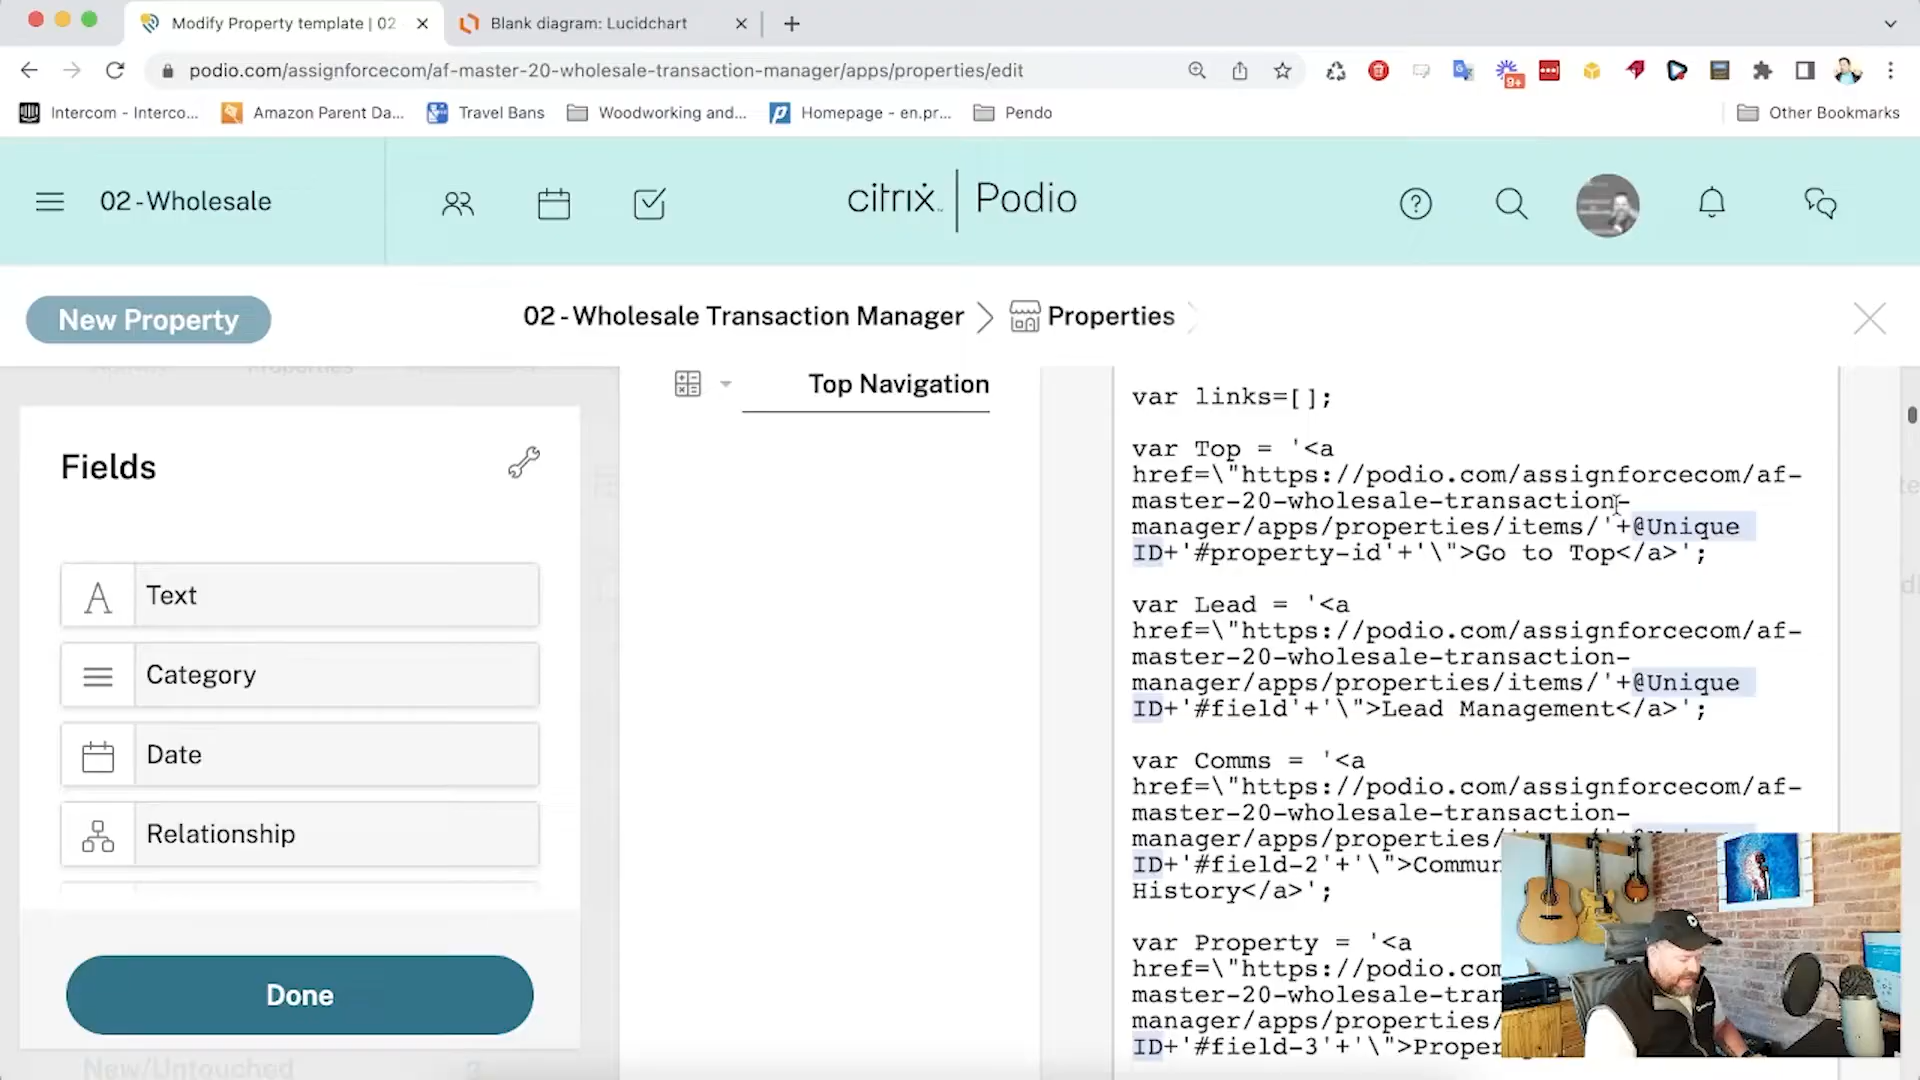 Modify Property template | 02
Blank diagram: Lucidchart
podio.com/assignforcecom/af-master-20-wholesale-transaction-manager/apps/properties/edit
9+
Intercom - Interco...
Amazon Parent Da...
Travel Bans
Woodworking and...
Homepage - en.pr...
Pendo
Other Bookmarks
02 - Wholesale
citrix | Podio
New Property
02 - Wholesale Transaction Manager
Properties
Top Navigation
Fields
Text
Category
Date
Relationship
Done
New/Untouched
var links=[];
var Top = '<a
href=\"https://podio.com/assignforcecom/af-
master-20-wholesale-transaction-
manager/apps/properties/items/'+@Unique
ID+'#property-id'+'\">Go to Top</a>';
var Lead = '<a
href=\"https://podio.com/assignforcecom/af-
master-20-wholesale-transaction-
manager/apps/properties/items/'+@Unique
ID+'#field'+'\">Lead Management</a>';
var Comms = '<a
href=\"https://podio.com/assignforcecom/af-
master-20-wholesale-transaction-
manager/apps/properties/
ID+'#field-2'+'\">Commun
History</a>';
var Property = '<a
href=\"https://podio.com
master-20-wholesale-tran
manager/apps/properties/
ID+'#field-3'+'\">Proper